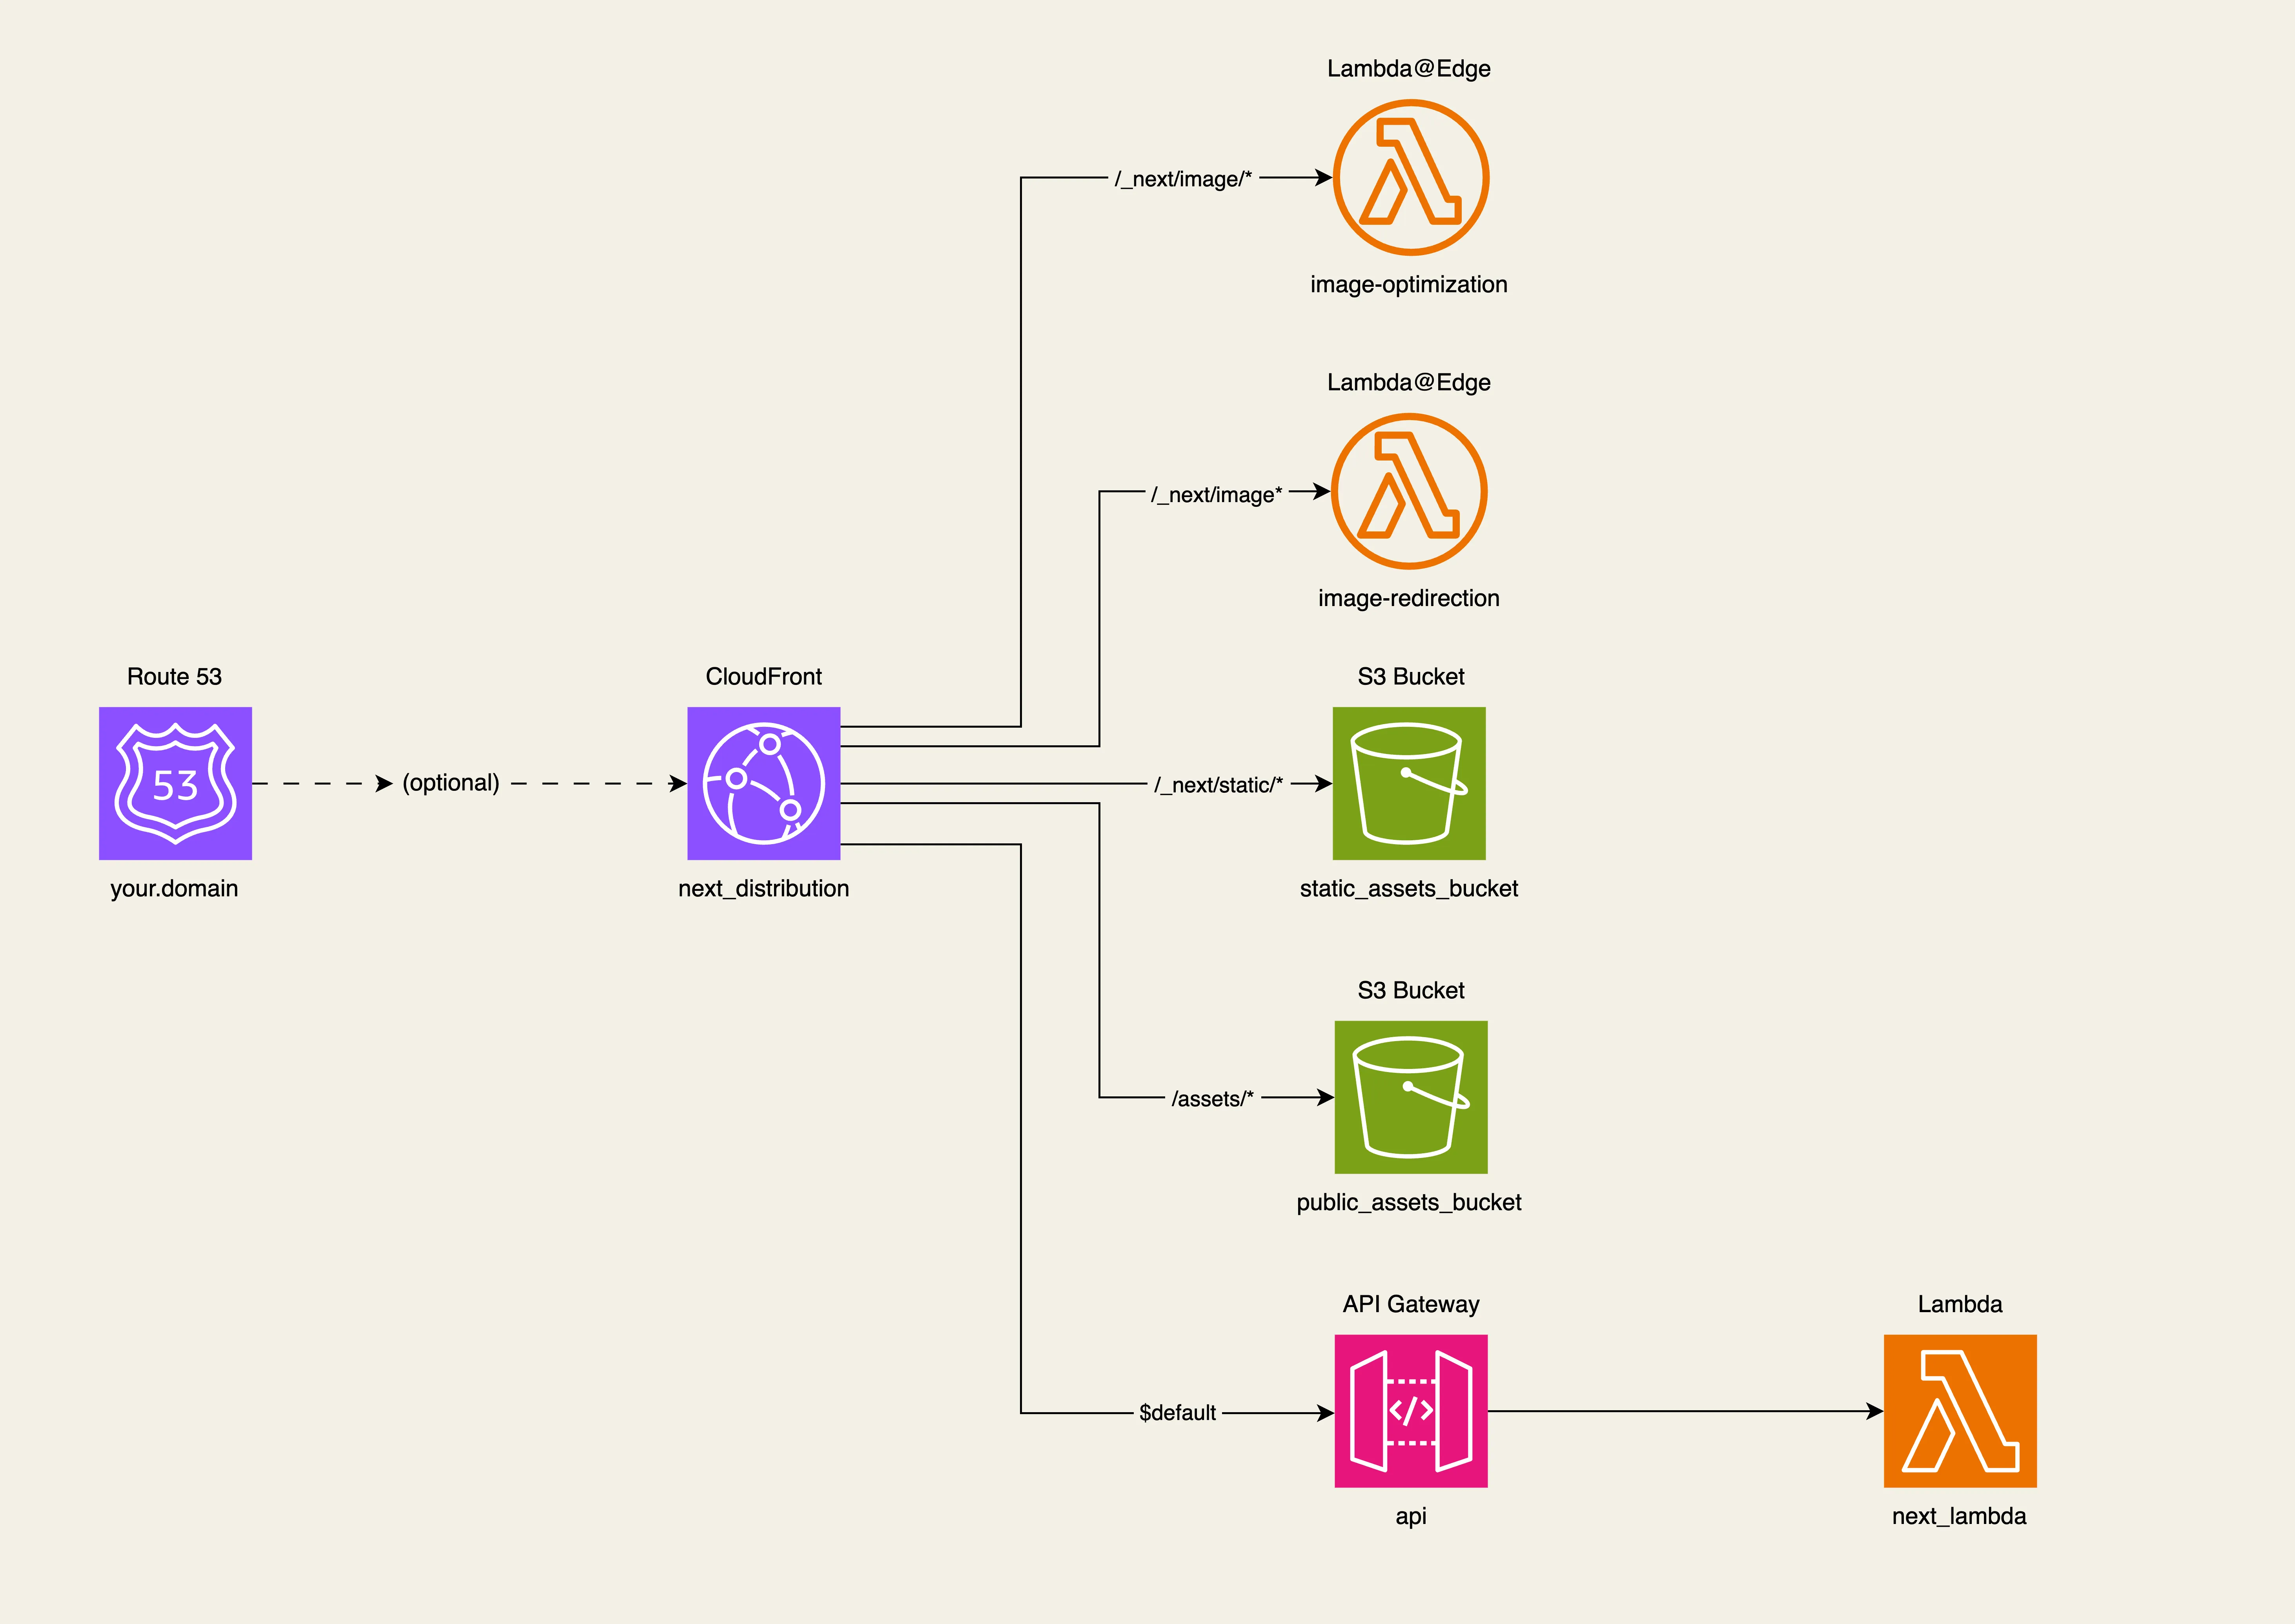 Lambda@Edge
/_next/image/*
image-optimization
Lambda@Edge
/_next/image*
image-redirection
Route 53
53
(optional)
your.domain
CloudFront
next_distribution
S3 Bucket
/_next/static/*
static_assets_bucket
S3 Bucket
/assets/*
public_assets_bucket
API Gateway
$default
</>
api
Lambda
next_lambda